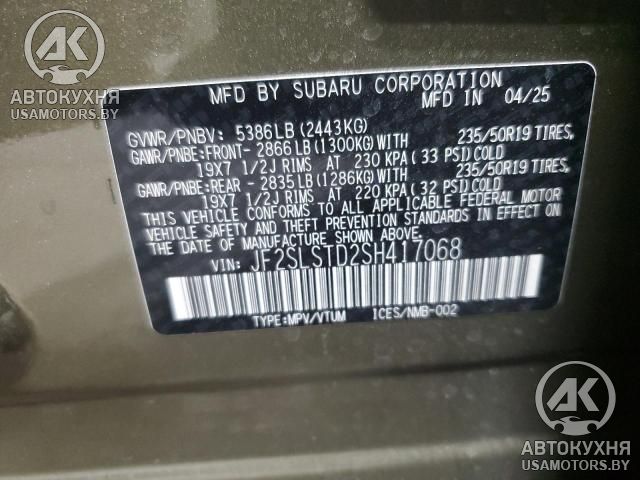 AK
АВТОКУХНЯ
USAMOTORS.BY
MFD BY SUBARU CORPORATION
MFD IN 04/25
GVWR/PNBV: 5386LB(2443KG)
GAWR/PNBE:FRONT- 2866LB(1300KG)WITH 235/50R19 TIRES,
19X7 1/2J RIMS AT 230 KPA (33 PSI)COLD
GAWR/PNBE:REAR - 2835LB(1286KG)WITH 235/50R19 TIRES,
19X7 1/2J RIMS AT 220 KPA (32 PSI)COLD
THIS VEHICLE CONFORMS TO ALL APPLICABLE FEDERAL MOTOR
VEHICLE SAFETY AND THEFT PREVENTION STANDARDS IN EFFECT ON
THE DATE OF MANUFACTURE SHOWN ABOVE.
VIN: JF2SLSTD2SH417068
TYPE:MPV/VTUM ICES/NMB-002
AK
АВТОКУХНЯ
USAMOTORS.BY